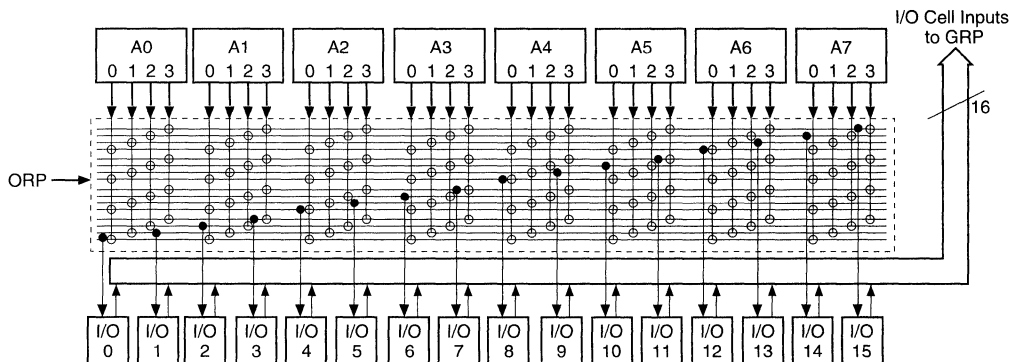 I/O Cell Inputs
to GRP
A0 A1 A2 A3 A4 A5 A6 A7
0 1 2 3 0 1 2 3 0 1 2 3 0 1 2 3 0 1 2 3 0 1 2 3 0 1 2 3 0 1 2 3
16
ORP
I/O I/O I/O I/O I/O I/O I/O I/O I/O I/O I/O I/O I/O I/O I/O I/O
0 1 2 3 4 5 6 7 8 9 10 11 12 13 14 15